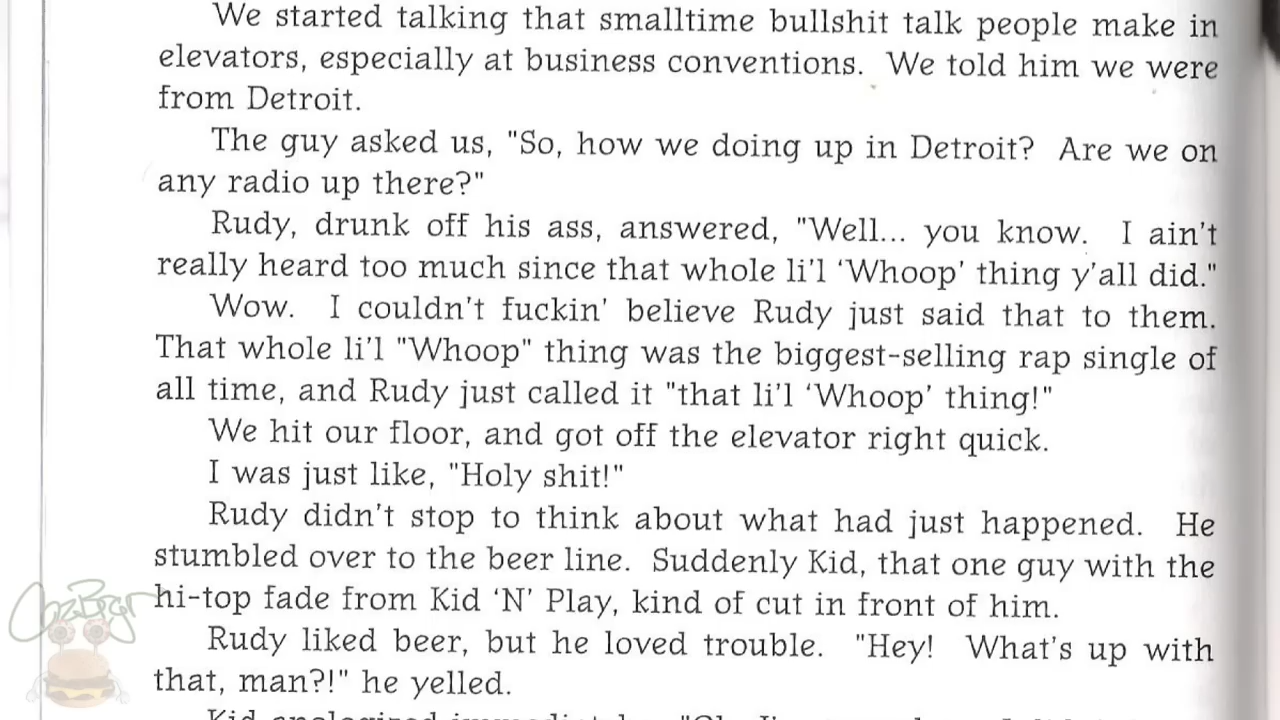 We started talking that smalltime bullshit talk people make in
elevators, especially at business conventions. We told him we were
from Detroit.
The guy asked us, "So, how we doing up in Detroit? Are we on
any radio up there?"
Rudy, drunk off his ass, answered, "Well... you know. I ain't
really heard too much since that whole li'l ‘Whoop’ thing y'all did."
Wow. I couldn't fuckin' believe Rudy just said that to them.
That whole li'l "Whoop" thing was the biggest-selling rap single of
all time, and Rudy just called it "that li'l ‘Whoop’ thing!"
We hit our floor, and got off the elevator right quick.
I was just like, "Holy shit!"
Rudy didn't stop to think about what had just happened. He
stumbled over to the beer line. Suddenly Kid, that one guy with the
hi-top fade from Kid ‘N’ Play, kind of cut in front of him.
Rudy liked beer, but he loved trouble. "Hey! What's up with
that, man?!" he yelled.
Kid apologized immediately.